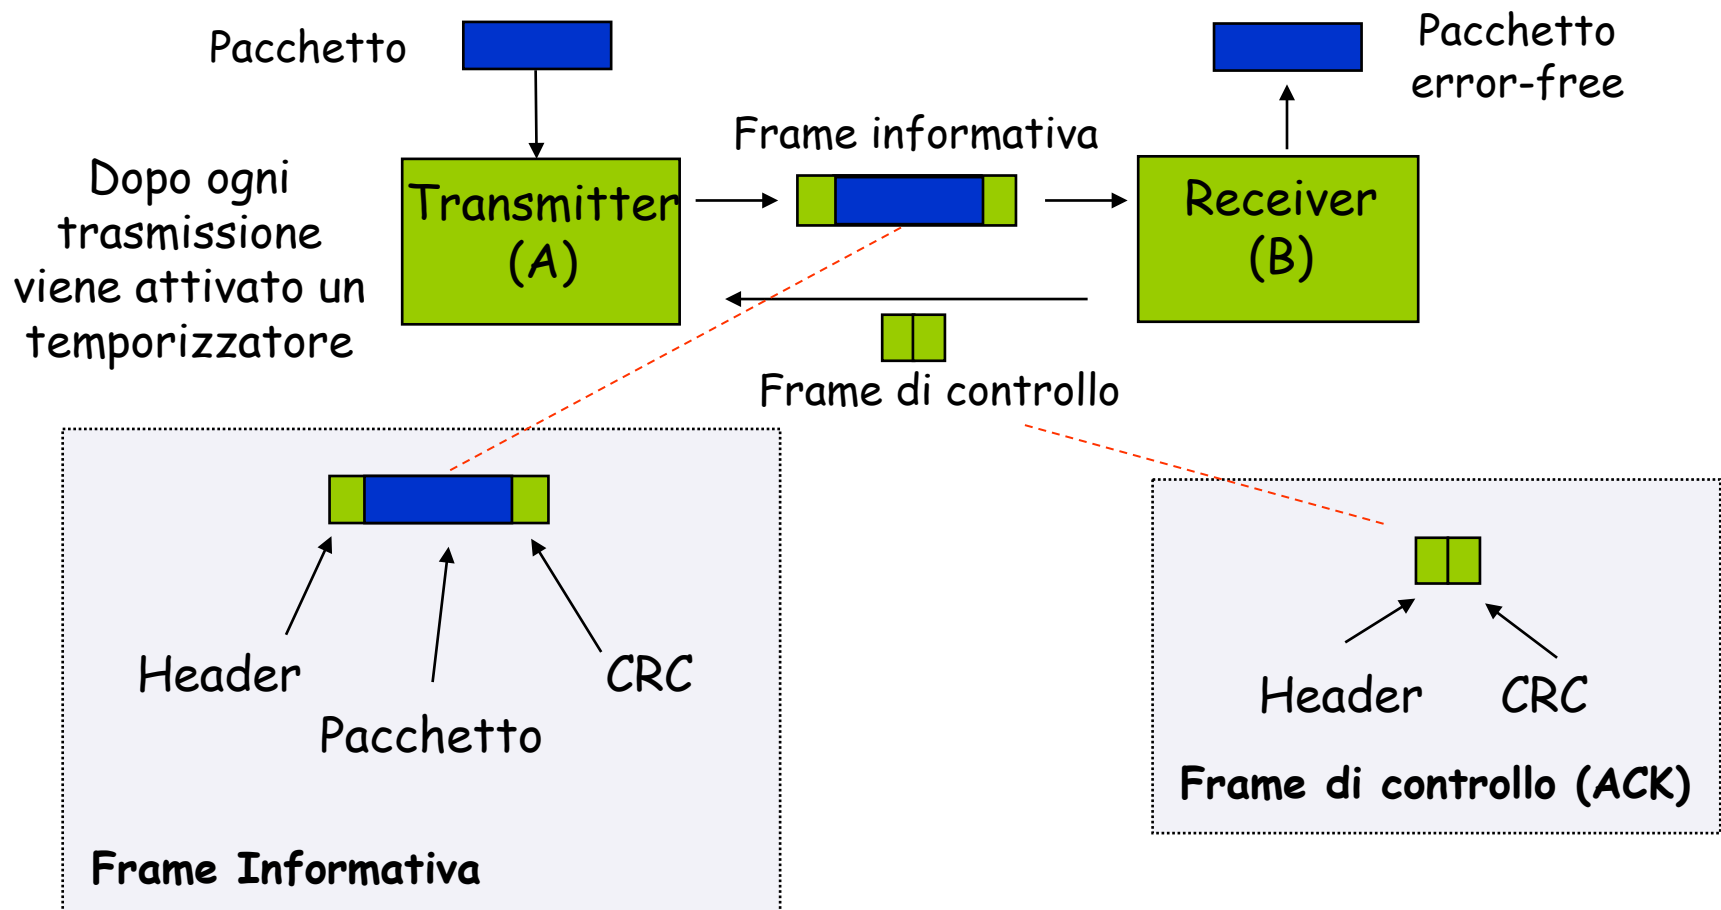 Pacchetto
Pacchetto
error-free
Frame informativa
Dopo ogni
trasmissione
viene attivato un
temporizzatore
Transmitter
(A)
Receiver
(B)
Frame di controllo
Header
Pacchetto
CRC
Frame Informativa
Header
CRC
Frame di controllo (ACK)